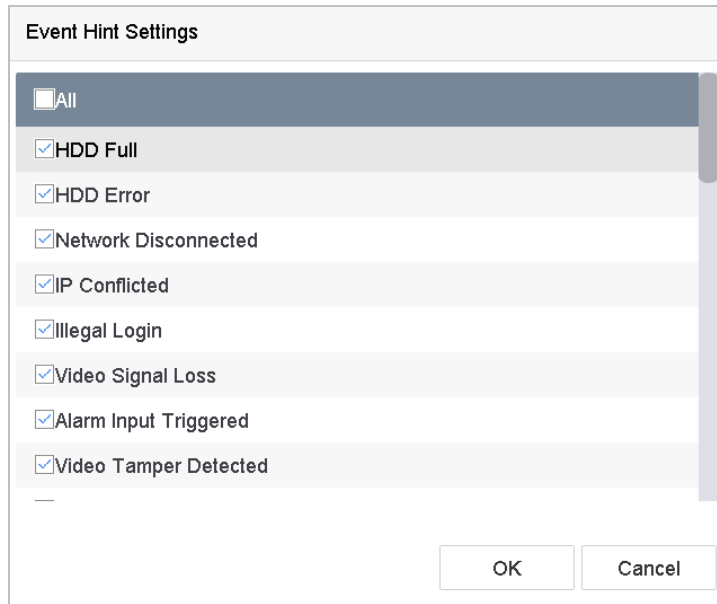 Event Hint Settings
All
HDD Full
HDD Error
Network Disconnected
IP Conflicted
Illegal Login
Video Signal Loss
Alarm Input Triggered
Video Tamper Detected
OK
Cancel